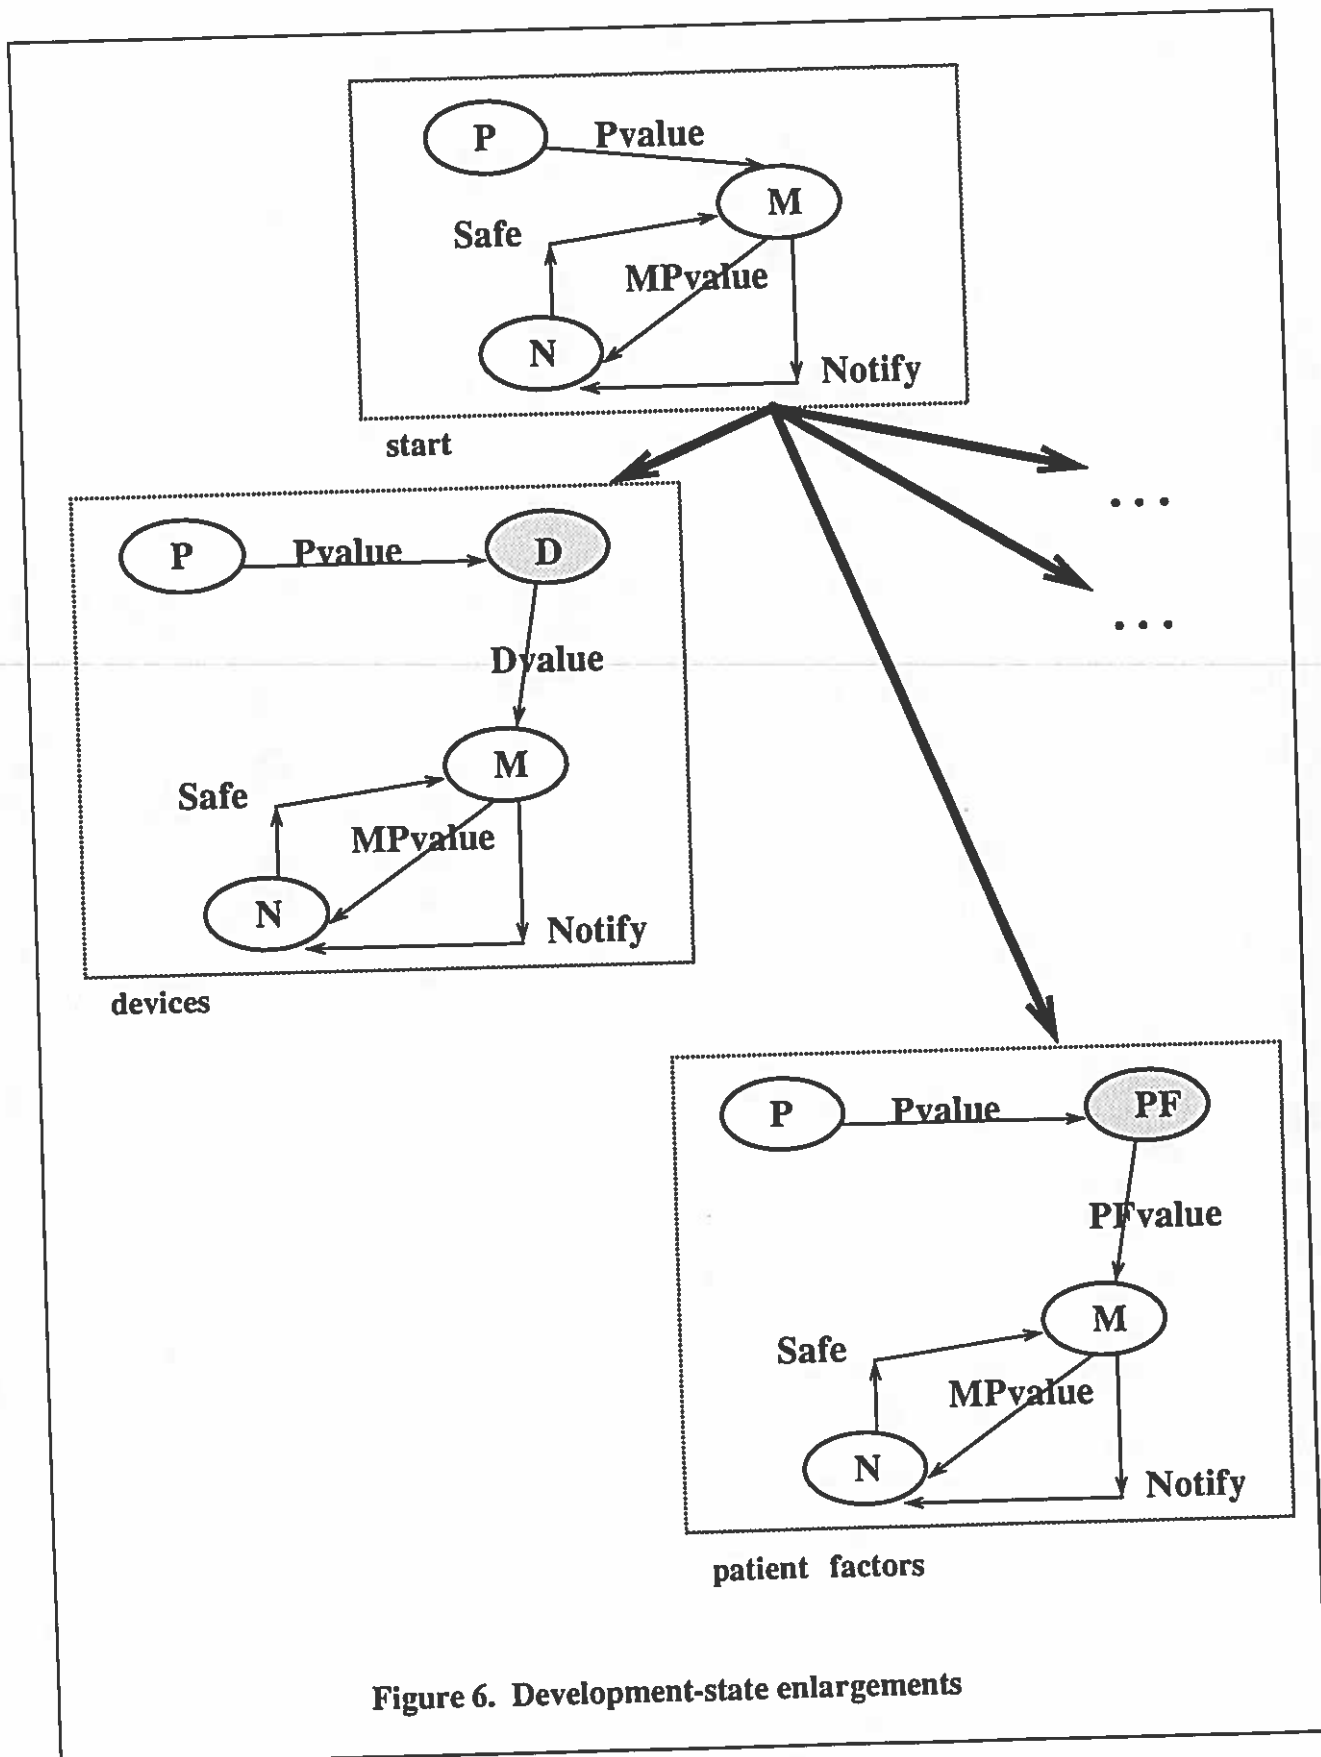 P
Pvalue
M
Safe
MPvalue
N
Notify
start
...
...
P
Pvalue
D
Dvalue
M
Safe
MPvalue
N
Notify
devices
P
Pvalue
PF
PFvalue
M
Safe
MPvalue
N
Notify
patient factors
Figure 6. Development-state enlargements